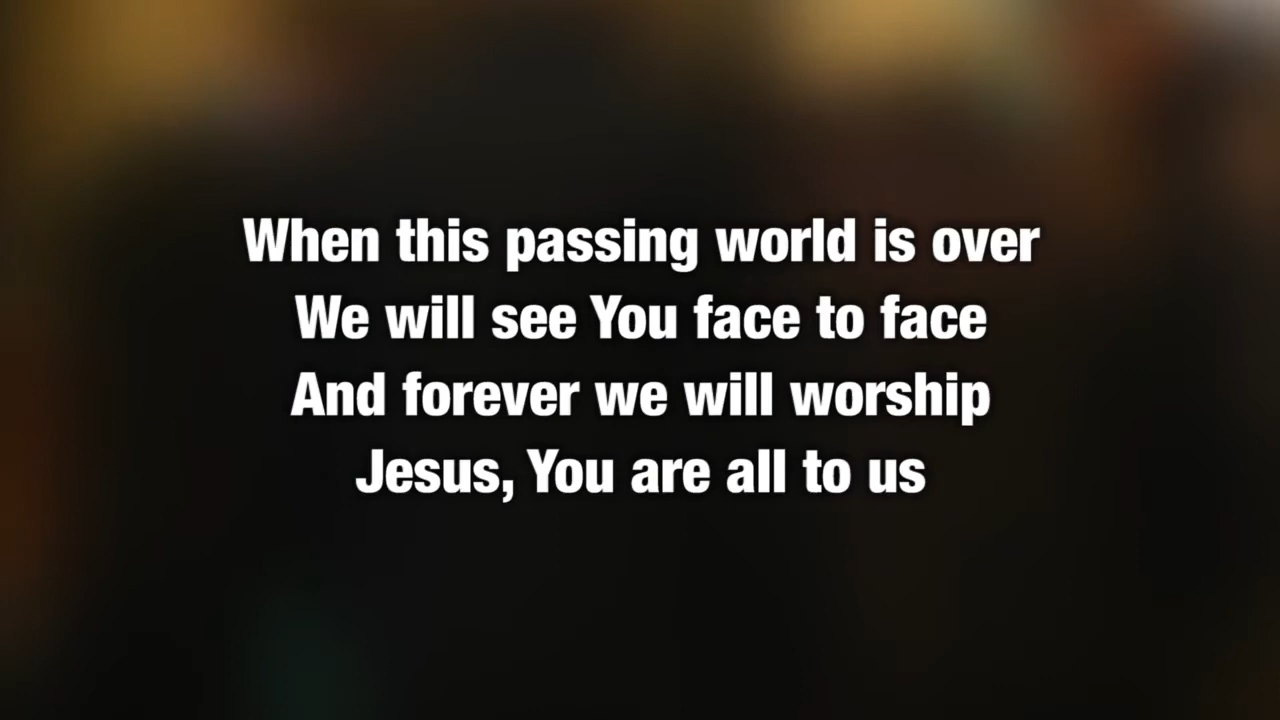 When this passing world is over
We will see You face to face
And forever we will worship
Jesus, You are all to us